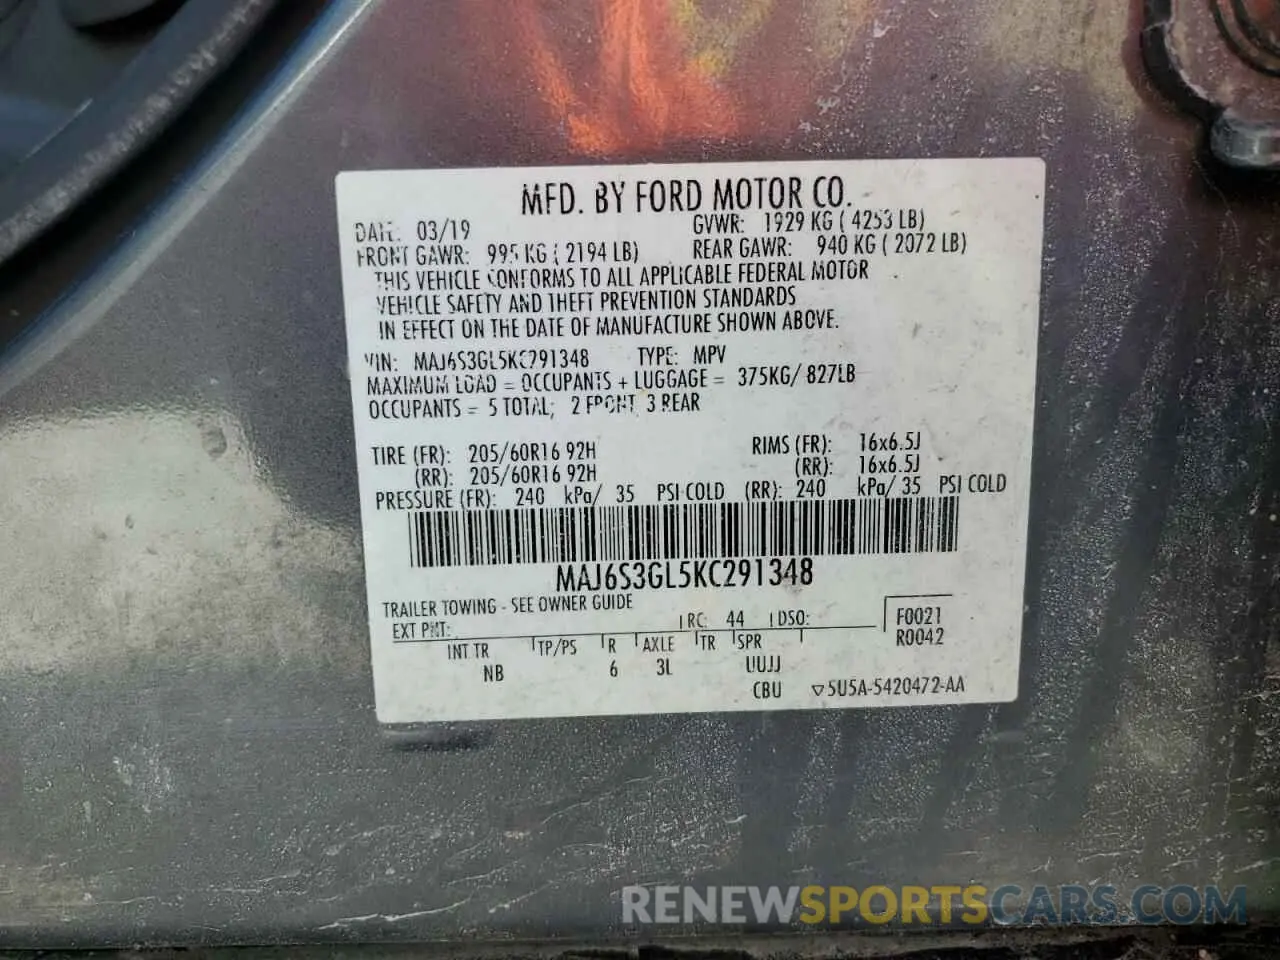 MFD. BY FORD MOTOR CO.
DATE: 03/19 GVWR: 1929 KG ( 4253 LB)
FRONT GAWR: 995 KG ( 2194 LB) REAR GAWR: 940 KG ( 2072 LB)
THIS VEHICLE CONFORMS TO ALL APPLICABLE FEDERAL MOTOR
VEHICLE SAFETY AND THEFT PREVENTION STANDARDS
IN EFFECT ON THE DATE OF MANUFACTURE SHOWN ABOVE.
VIN: MAJ6S3GL5KC291348 TYPE: MPV
MAXIMUM LOAD = OCCUPANTS + LUGGAGE = 375KG/ 827LB
OCCUPANTS = 5 TOTAL; 2 FRONT, 3 REAR
TIRE (FR): 205/60R16 92H RIMS (FR): 16x6.5J
(RR): 205/60R16 92H (RR): 16x6.5J
PRESSURE (FR): 240 kPa/ 35 PSI COLD (RR): 240 kPa/ 35 PSI COLD
MAJ6S3GL5KC291348
TRAILER TOWING - SEE OWNER GUIDE
EXT PNT: RC: 44 DSO: F0021
INT TR TP/PS R AXLE TR SPR R0042
NB 6 3L UUJJ
CBU ▽5U5A-5420472-AA
RENEWSPORTSCARS.COM